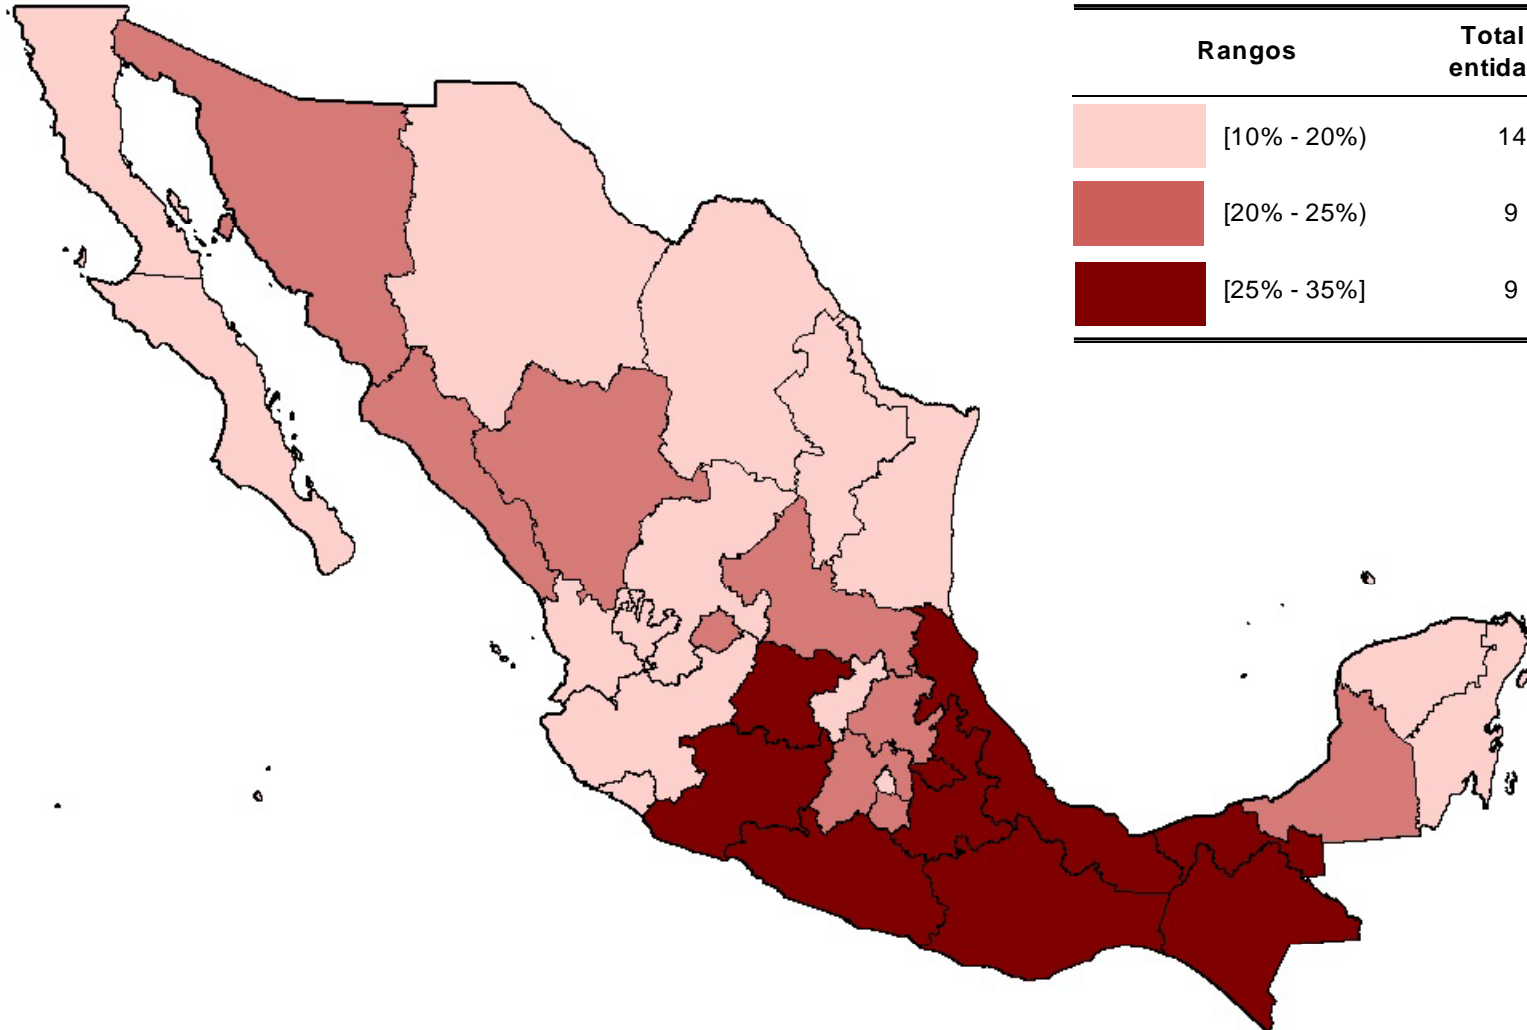 Rangos
Total
entida
[10% - 20%) 14
[20% - 25%) 9
[25% - 35%] 9